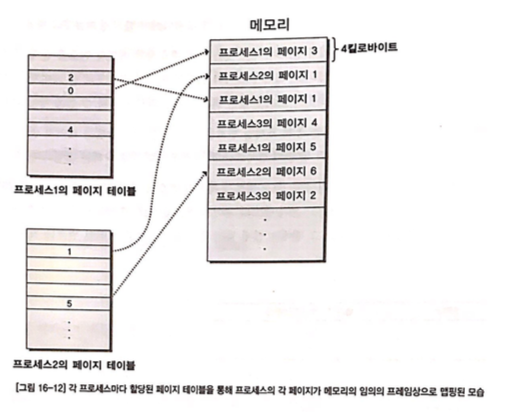 메모리
프로세스1의 페이지 3
4킬로바이트
프로세스2의 페이지 1
프로세스1의 페이지 1
프로세스3의 페이지 4
프로세스1의 페이지 5
프로세스2의 페이지 6
프로세스3의 페이지 2
2
0
4
프로세스1의 페이지 테이블
1
5
프로세스2의 페이지 테이블
[그림 16-12] 각 프로세스마다 할당된 페이지 테이블을 통해 프로세스의 각 페이지가 메모리의 임의의 프레임상으로 맵핑된 모습